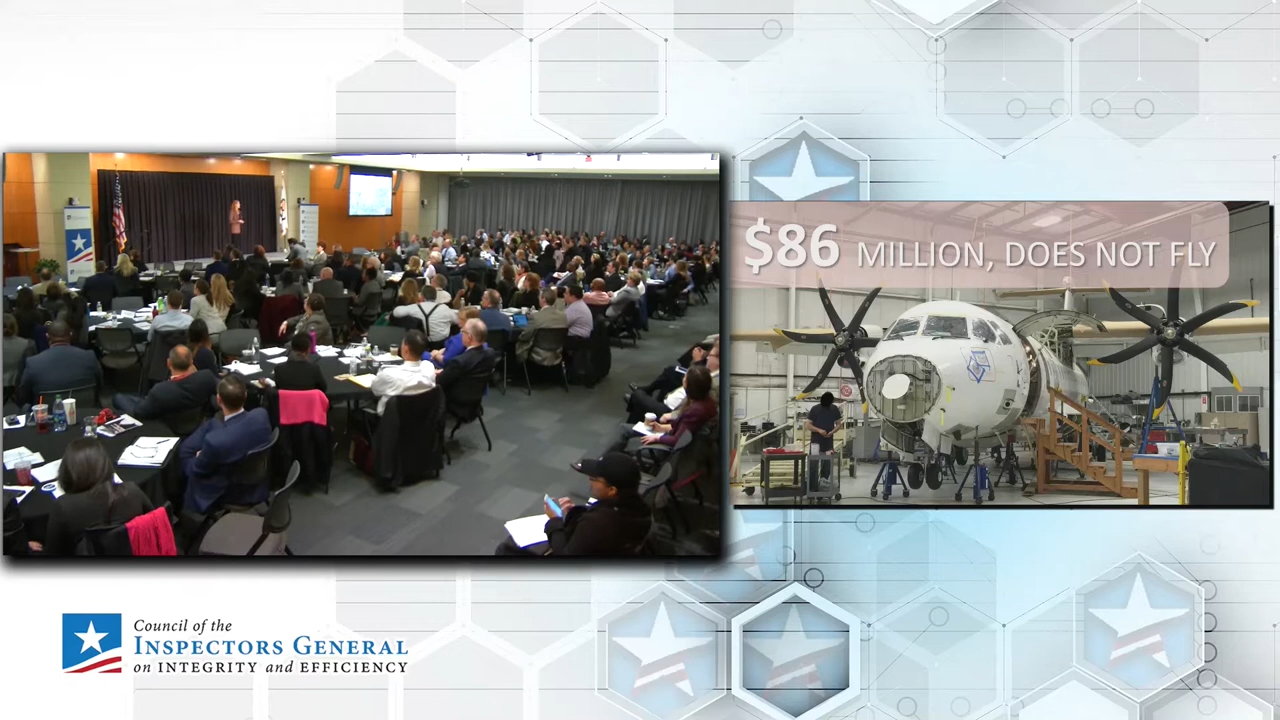 $86 MILLION, DOES NOT FLY
Council of the
INSPECTORS GENERAL
on INTEGRITY and EFFICIENCY